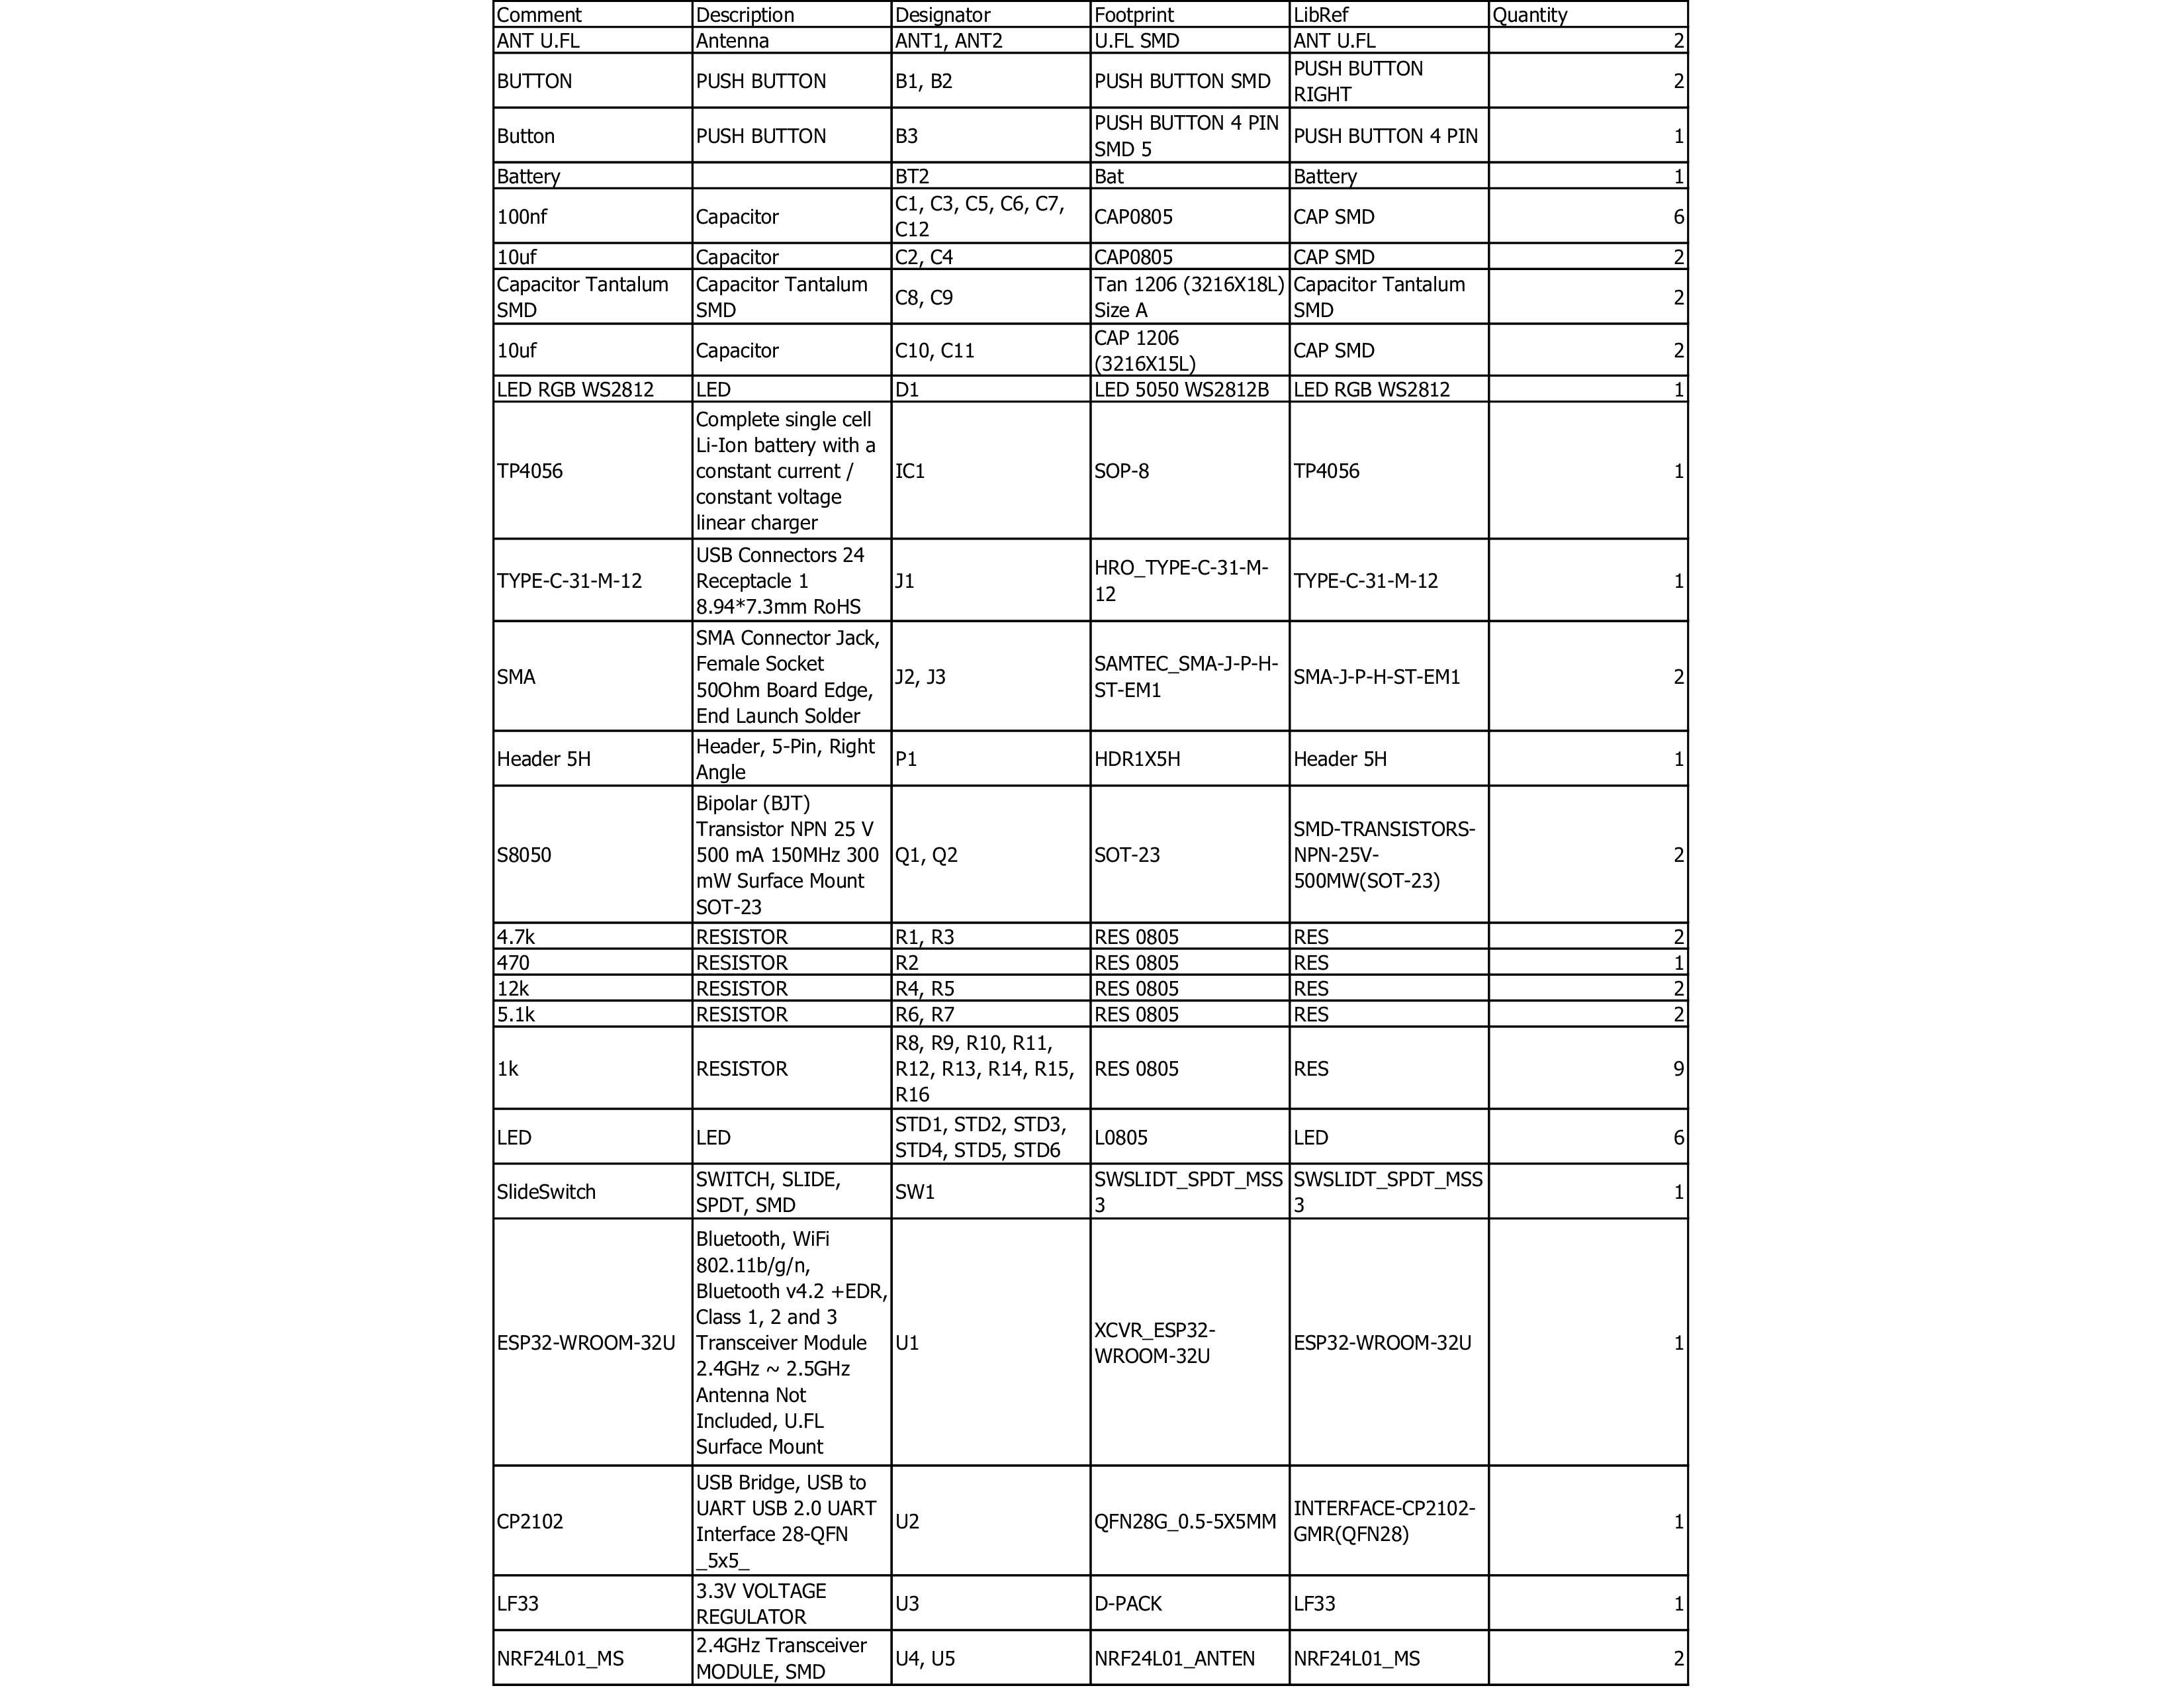 Comment Description Designator Footprint LibRef Quantity
ANT U.FL Antenna ANT1, ANT2 U.FL SMD ANT U.FL 2
BUTTON PUSH BUTTON B1, B2 PUSH BUTTON SMD PUSH BUTTON
RIGHT 2
Button PUSH BUTTON B3 PUSH BUTTON 4 PIN
SMD 5 PUSH BUTTON 4 PIN 1
Battery BT2 Bat Battery 1
100nf Capacitor C1, C3, C5, C6, C7,
C12 CAP0805 CAP SMD 6
10uf Capacitor C2, C4 CAP0805 CAP SMD 2
Capacitor Tantalum
SMD Capacitor Tantalum
SMD C8, C9 Tan 1206 (3216X18L)
Size A Capacitor Tantalum
SMD 2
10uf Capacitor C10, C11 CAP 1206
(3216X15L) CAP SMD 2
LED RGB WS2812 LED D1 LED 5050 WS2812B LED RGB WS2812 1
TP4056 Complete single cell
Li-Ion battery with a
constant current /
constant voltage
linear charger IC1 SOP-8 TP4056 1
TYPE-C-31-M-12 USB Connectors 24
Receptacle 1
8.94*7.3mm RoHS J1 HRO_TYPE-C-31-M-
12 TYPE-C-31-M-12 1
SMA SMA Connector Jack,
Female Socket
50Ohm Board Edge,
End Launch Solder J2, J3 SAMTEC_SMA-J-P-H-
ST-EM1 SMA-J-P-H-ST-EM1 2
Header 5H Header, 5-Pin, Right
Angle P1 HDR1X5H Header 5H 1
S8050 Bipolar (BJT)
Transistor NPN 25 V
500 mA 150MHz 300
mW Surface Mount
SOT-23 Q1, Q2 SOT-23 SMD-TRANSISTORS-
NPN-25V-
500MW(SOT-23) 2
4.7k RESISTOR R1, R3 RES 0805 RES 2
470 RESISTOR R2 RES 0805 RES 1
12k RESISTOR R4, R5 RES 0805 RES 2
5.1k RESISTOR R6, R7 RES 0805 RES 2
1k RESISTOR R8, R9, R10, R11,
R12, R13, R14, R15,
R16 RES 0805 RES 9
LED LED STD1, STD2, STD3,
STD4, STD5, STD6 L0805 LED 6
SlideSwitch SWITCH, SLIDE,
SPDT, SMD SW1 SWSLIDT_SPDT_MSS
3 SWSLIDT_SPDT_MSS
3 1
ESP32-WROOM-32U Bluetooth, WiFi
802.11b/g/n,
Bluetooth v4.2 +EDR,
Class 1, 2 and 3
Transceiver Module
2.4GHz ~ 2.5GHz
Antenna Not
Included, U.FL
Surface Mount U1 XCVR_ESP32-
WROOM-32U ESP32-WROOM-32U 1
CP2102 USB Bridge, USB to
UART USB 2.0 UART
Interface 28-QFN
_5x5_ U2 QFN28G_0.5-5X5MM INTERFACE-CP2102-
GMR(QFN28) 1
LF33 3.3V VOLTAGE
REGULATOR U3 D-PACK LF33 1
NRF24L01_MS 2.4GHz Transceiver
MODULE, SMD U4, U5 NRF24L01_ANTEN NRF24L01_MS 2